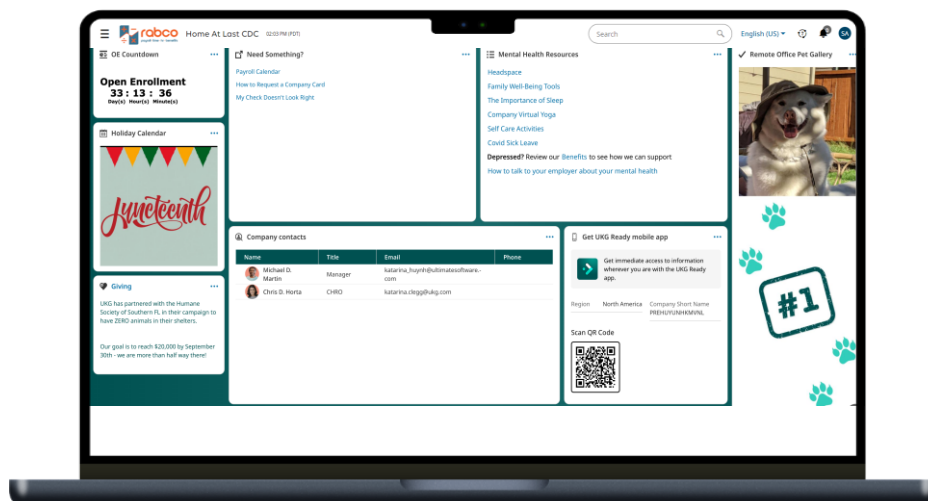 rabco
payroll thru hr benefits
Home At Last CDC
02:03 PM (PDT)
Search
English (US)
SA
OE Countdown
Open Enrollment
33 : 13 : 36
Day(s) Hour(s) Minute(s)
Holiday Calendar
Juneteenth
Giving
UKG has partnered with the Humane
Society of Southern FL in their campaign to
have ZERO animals in their shelters.
Our goal is to reach $20,000 by September
30th - we are more than half way there!
Need Something?
Payroll Calendar
How to Request a Company Card
My Check Doesn't Look Right
Mental Health Resources
Headspace
Family Well-Being Tools
The Importance of Sleep
Company Virtual Yoga
Self Care Activities
Covid Sick Leave
Depressed? Review our Benefits to see how we can support
How to talk to your employer about your mental health
Company contacts
Name Title Email Phone
Michael D. Martin Manager katarina_huynh@ultimatesoftware.-com
Chris D. Horta CHRO katarina.clegg@ukg.com
Get UKG Ready mobile app
Get immediate access to information
wherever you are with the UKG Ready
app.
Region North America Company Short Name
PREHUYUNHKMVNL
Scan QR Code
Remote Office Pet Gallery
#1